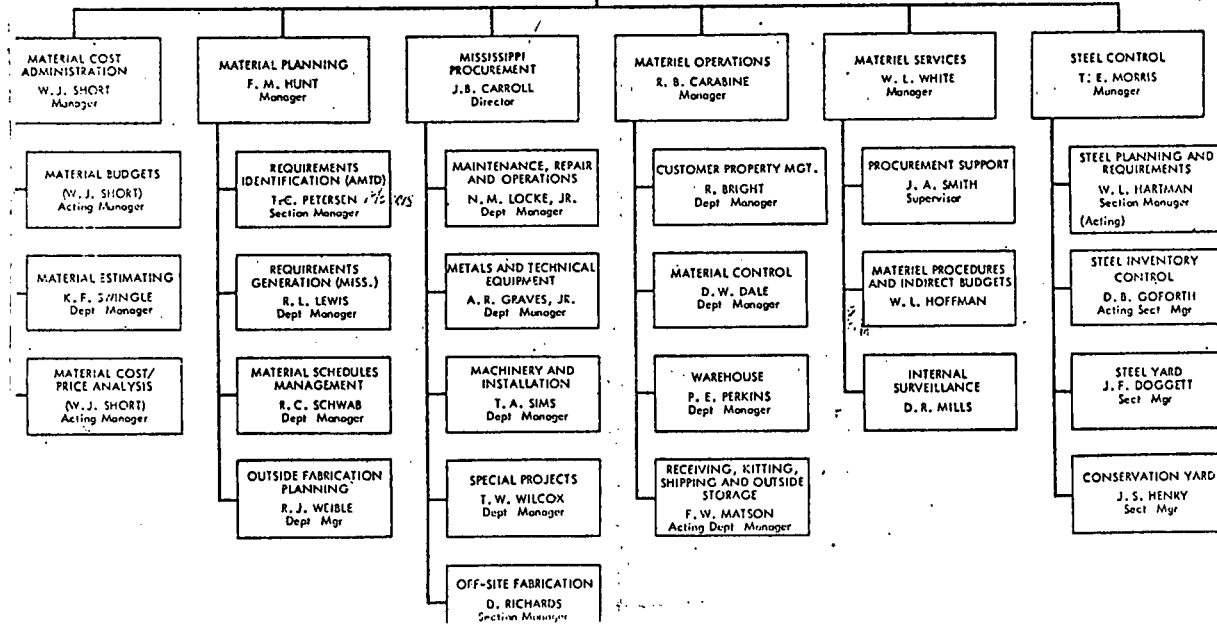 MATERIAL COST
ADMINISTRATION
W. J. SHORT
Manager
MATERIAL BUDGETS
(W. J. SHORT)
Acting Manager
MATERIAL ESTIMATING
K. F. SWINGLE
Dept Manager
MATERIAL COST/
PRICE ANALYSIS
(W. J. SHORT)
Acting Manager
MATERIAL PLANNING
F. M. HUNT
Manager
REQUIREMENTS
IDENTIFICATION (AMTD)
T. C. PETERSEN
Section Manager
REQUIREMENTS
GENERATION (MISS.)
R. L. LEWIS
Dept Manager
MATERIAL SCHEDULES
MANAGEMENT
R. C. SCHWAB
Dept Manager
OUTSIDE FABRICATION
PLANNING
R. J. WEIBLE
Dept Mgr
MISSISSIPPI
PROCUREMENT
J.B. CARROLL
Director
MAINTENANCE, REPAIR
AND OPERATIONS
N. M. LOCKE, JR.
Dept Manager
METALS AND TECHNICAL
EQUIPMENT
A. R. GRAVES, JR.
Dept Manager
MACHINERY AND
INSTALLATION
T. A. SIMS
Dept Manager
SPECIAL PROJECTS
T. W. WILCOX
Dept Manager
OFF-SITE FABRICATION
D. RICHARDS
Section Manager
MATERIEL OPERATIONS
R. B. CARABINE
Manager
CUSTOMER PROPERTY MGT.
R. BRIGHT
Dept Manager
MATERIAL CONTROL
D. W. DALE
Dept Manager
WAREHOUSE
P. E. PERKINS
Dept Manager
RECEIVING, KITTING,
SHIPPING AND OUTSIDE
STORAGE
F. W. MATSON
Acting Dept Manager
MATERIEL SERVICES
W. L. WHITE
Manager
PROCUREMENT SUPPORT
J. A. SMITH
Supervisor
MATERIEL PROCEDURES
AND INDIRECT BUDGETS
W. L. HOFFMAN
INTERNAL
SURVEILLANCE
D. R. MILLS
STEEL CONTROL
T. E. MORRIS
Manager
STEEL PLANNING AND
REQUIREMENTS
W. L. HARTMAN
Section Manager
(Acting)
STEEL INVENTORY
CONTROL
D. B. GOFORTH
Acting Sect Mgr
STEEL YARD
J. F. DOGGETT
Sect Mgr
CONSERVATION YARD
J. S. HENKY
Sect Mgr